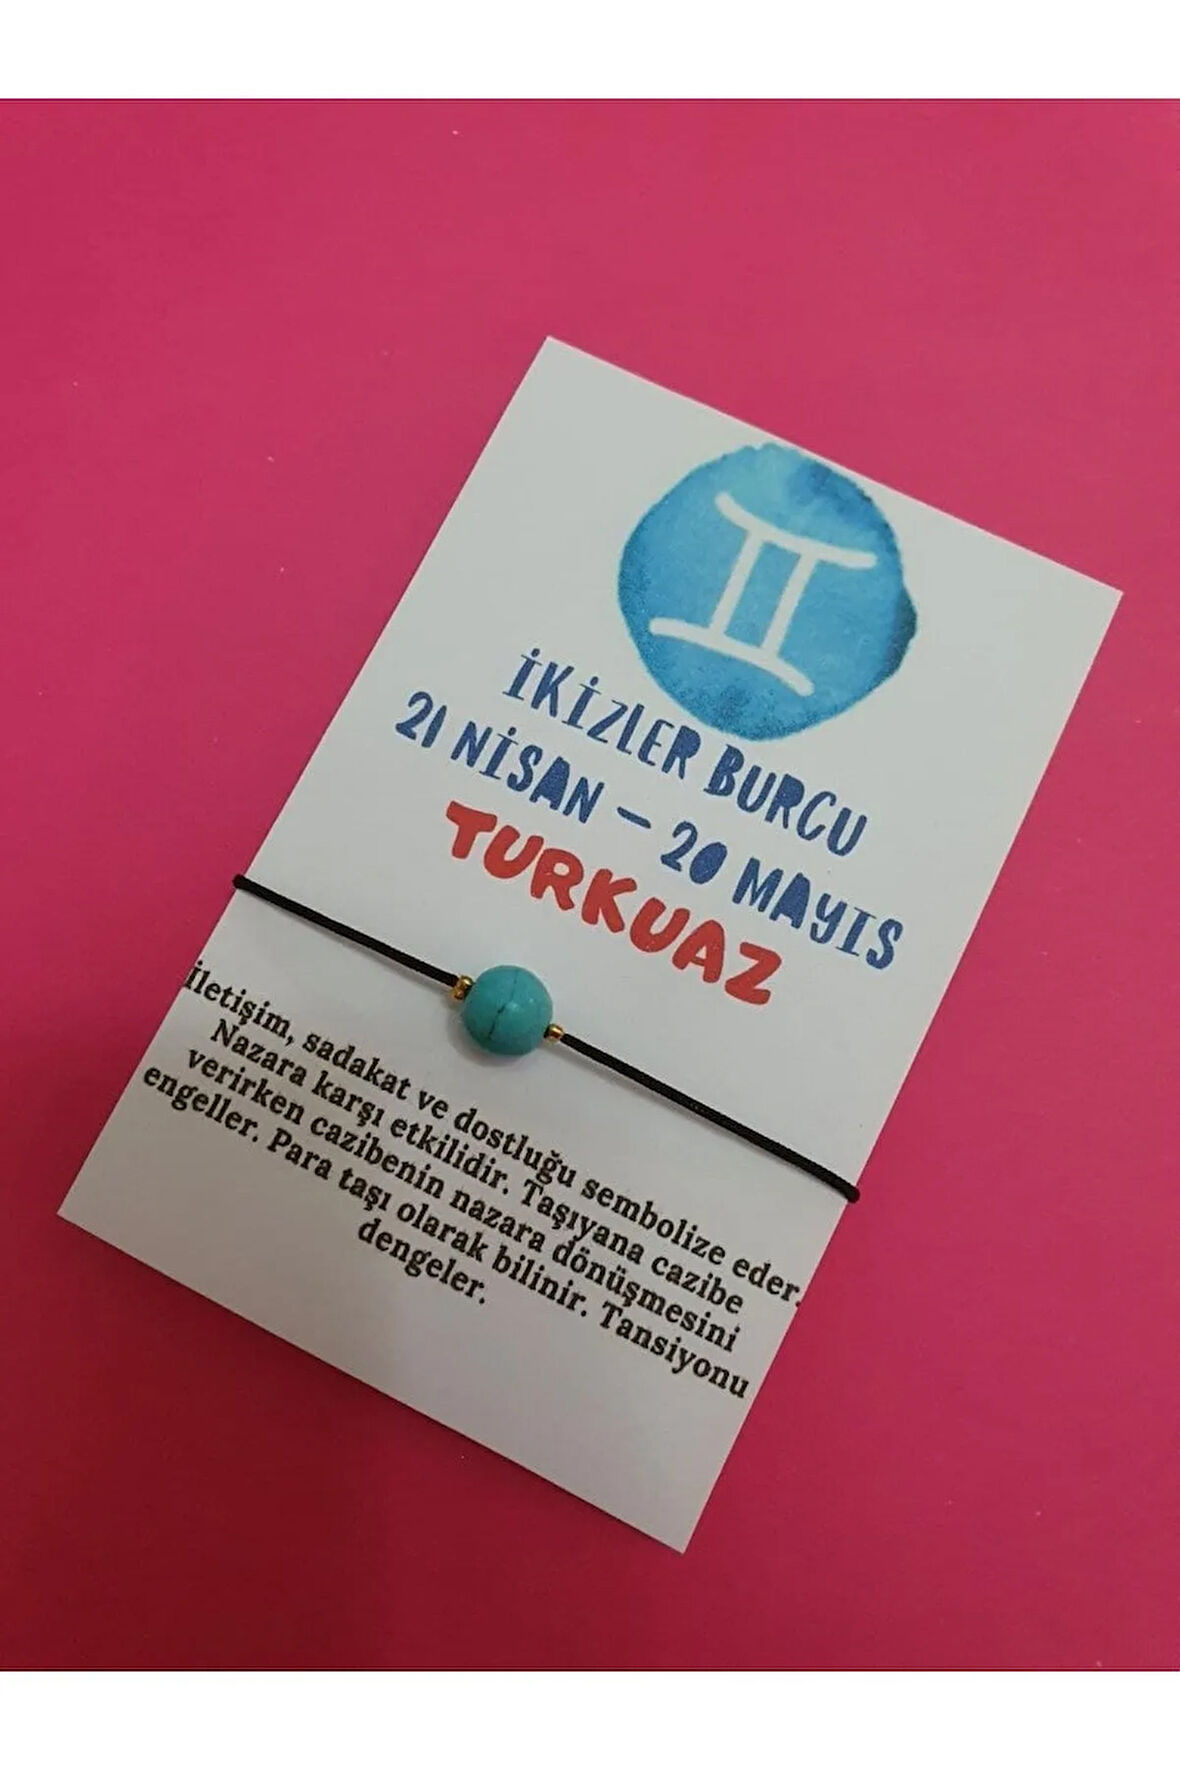 İKİZLER BURCU
21 NİSAN – 20 MAYIS
TURKUAZ
İletişim, sadakat ve dostluğu sembolize eder.
Nazara karşı etkilidir. Taşıyana cazibe
verirken cazibenin nazara dönüşmesini
engeller. Para taşı olarak bilinir. Tansiyonu
dengeler.